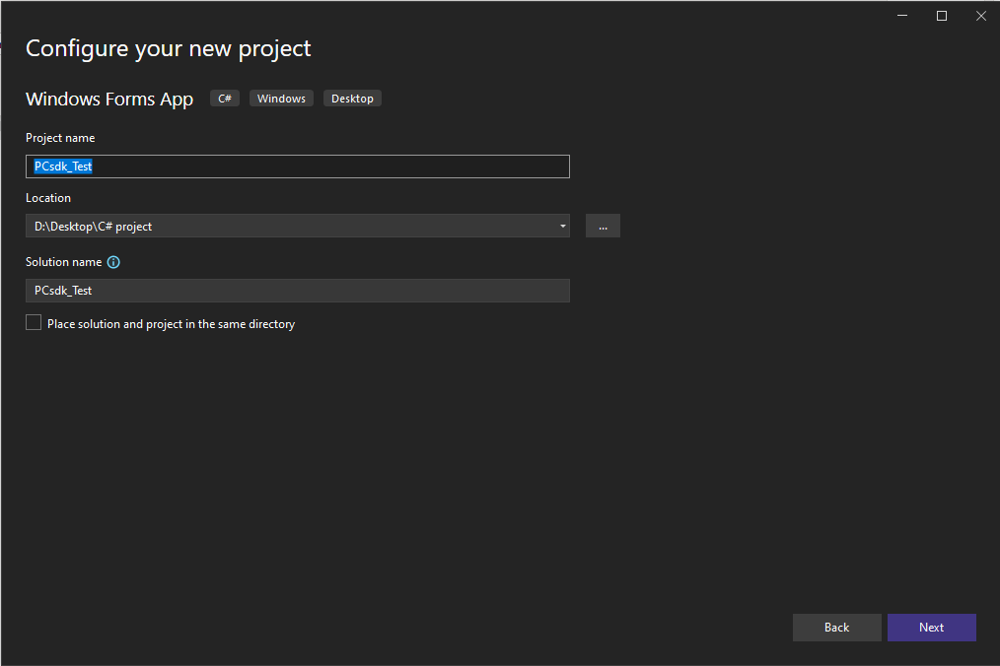 Configure your new project
Windows Forms App C# Windows Desktop
Project name
PCsdk_Test
Location
D:\Desktop\C# project
...
Solution name
PCsdk_Test
Place solution and project in the same directory
Back Next